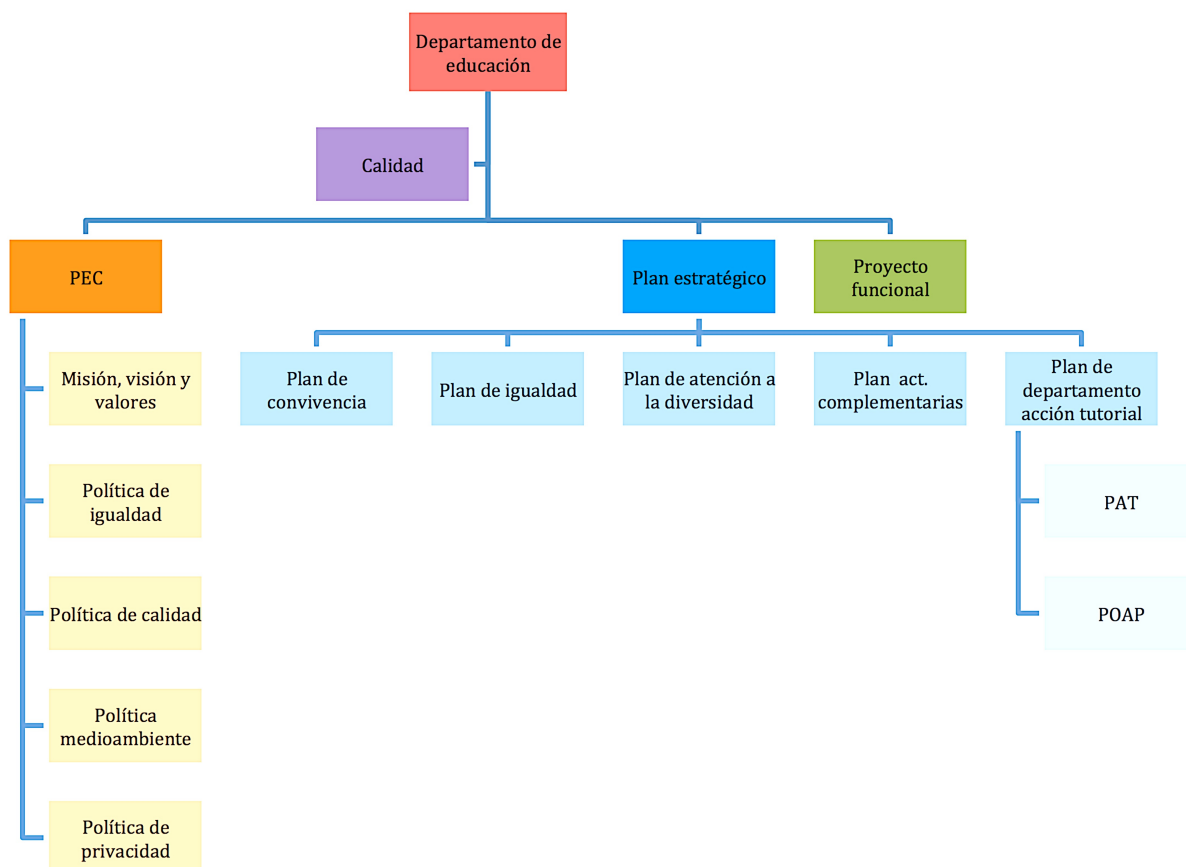 Departamento de
educación
Calidad
PEC
Plan estratégico
Proyecto
funcional
Misión, visión y
valores
Plan de
convivencia
Plan de igualdad
Plan de atención a
la diversidad
Plan act.
complementarias
Plan de
departamento
acción tutorial
Política de
igualdad
PAT
Política de calidad
POAP
Política
medioambiente
Política de
privacidad